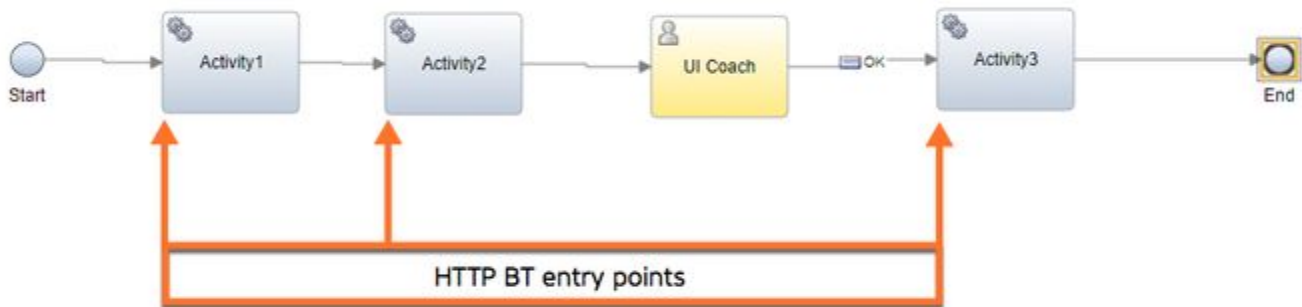 Activity1
Activity2
UI Coach
OK
Activity3
Start
End
HTTP BT entry points